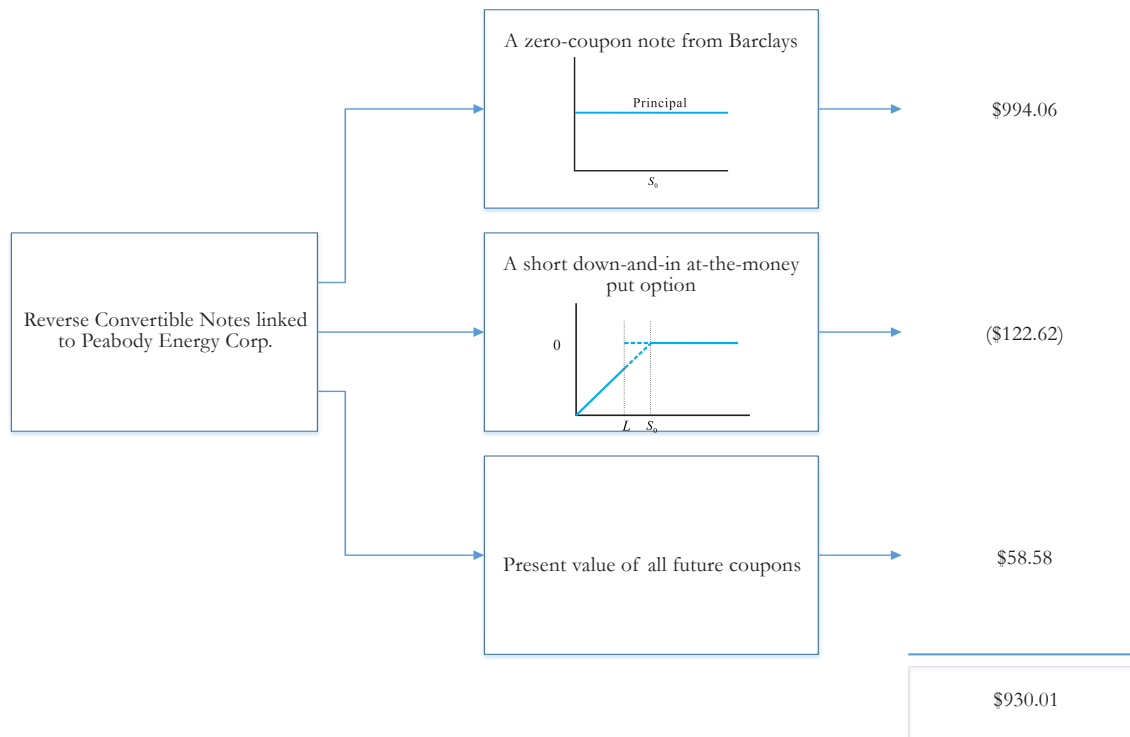 A zero-coupon note from Barclays
Principal
S₀
$994.06
Reverse Convertible Notes linked
to Peabody Energy Corp.
A short down-and-in at-the-money
put option
0
L S₀
($122.62)
Present value of all future coupons
$58.58
$930.01